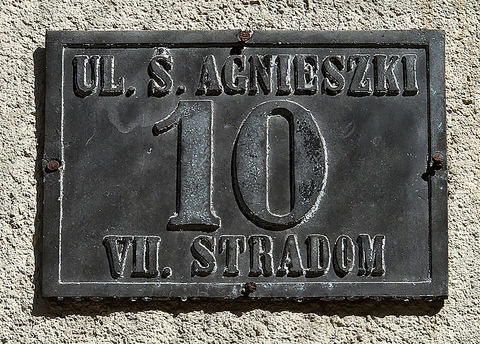 UL. Ś. AGNIESZKI
10
VII. STRADOM